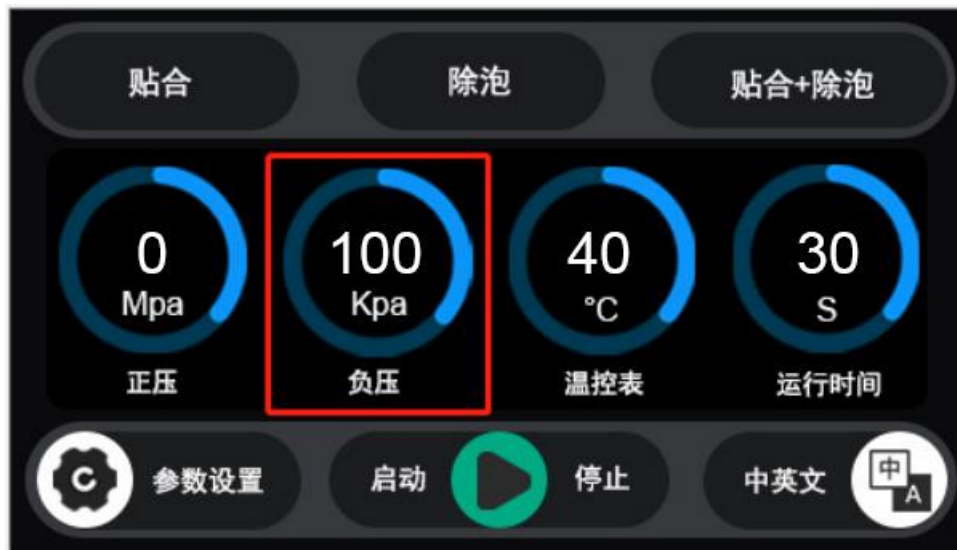 贴合 除泡 贴合+除泡
0 100 40 30
Mpa Kpa °C S
正压 负压 温控表 运行时间
C 参数设置 启动 停止 中英文 中 A